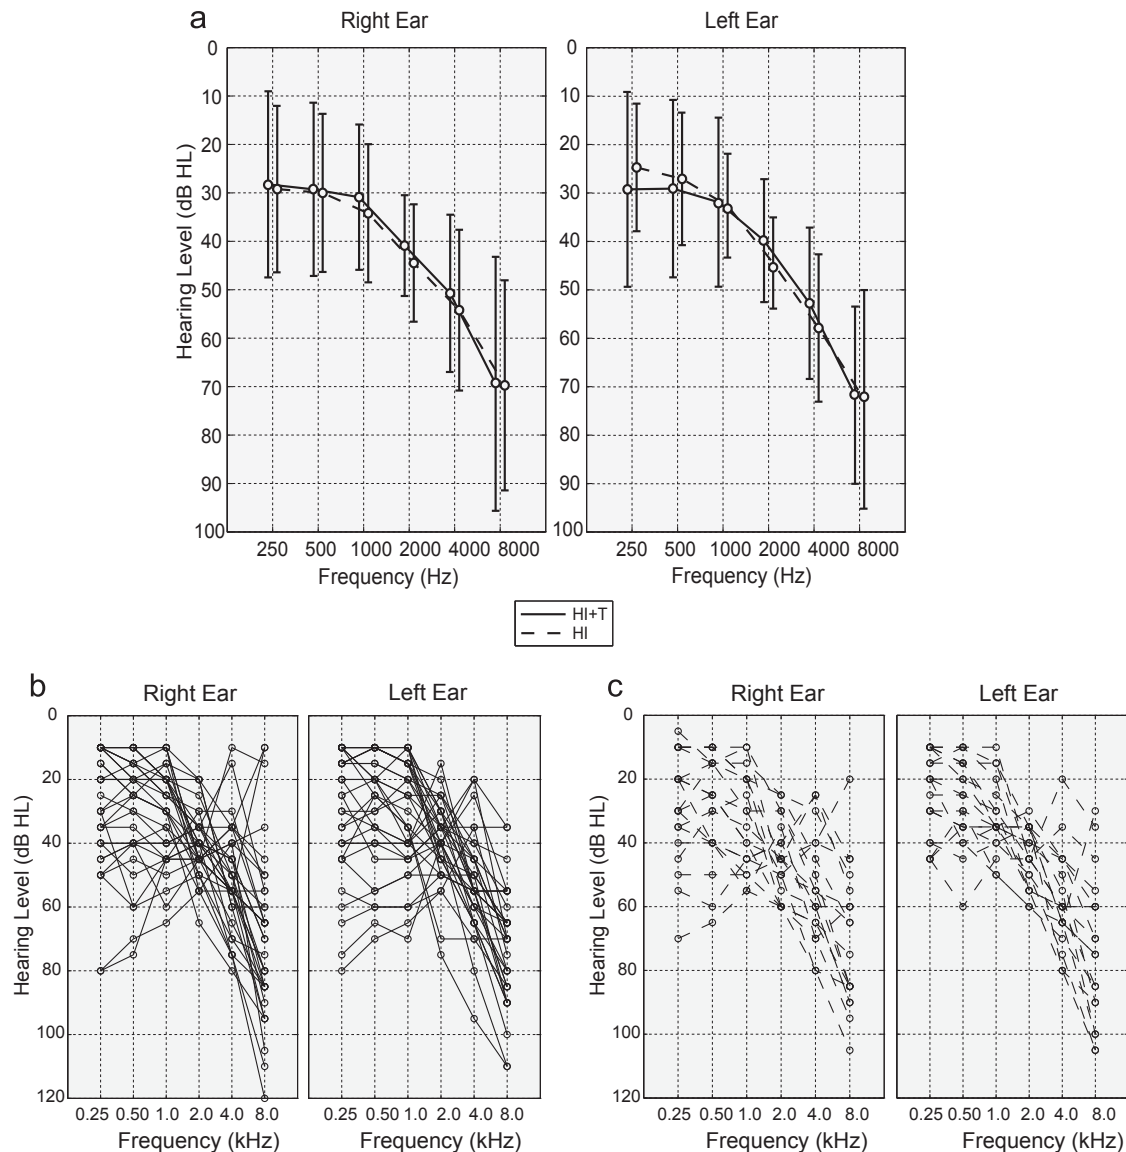 a
Right Ear
Left Ear
Hearing Level (dB HL)
0
10
20
30
40
50
60
70
80
90
100
250 500 1000 2000 4000 8000
Frequency (Hz)
0
10
20
30
40
50
60
70
80
90
100
250 500 1000 2000 4000 8000
Frequency (Hz)
HI+T
HI
b
Right Ear
Left Ear
Hearing Level (dB HL)
0
20
40
60
80
100
120
0.25 0.50 1.0 2.0 4.0 8.0
Frequency (kHz)
0.25 0.50 1.0 2.0 4.0 8.0
Frequency (kHz)
c
Right Ear
Left Ear
Hearing Level (dB HL)
0
20
40
60
80
100
120
0.25 0.50 1.0 2.0 4.0 8.0
Frequency (kHz)
0.25 0.50 1.0 2.0 4.0 8.0
Frequency (kHz)